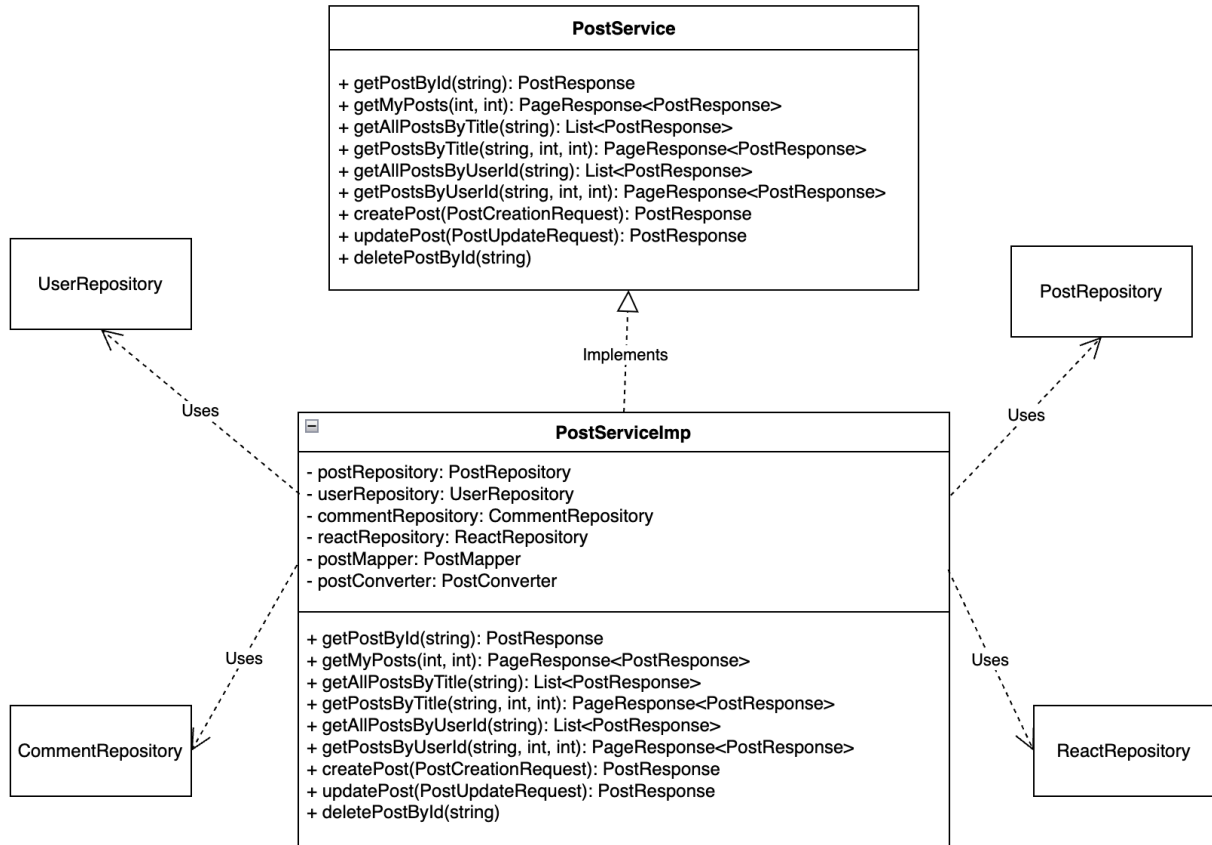 PostService
+ getPostById(string): PostResponse
+ getMyPosts(int, int): PageResponse<PostResponse>
+ getAllPostsByTitle(string): List<PostResponse>
+ getPostsByTitle(string, int, int): PageResponse<PostResponse>
+ getAllPostsByUserId(string): List<PostResponse>
+ getPostsByUserId(string, int, int): PageResponse<PostResponse>
+ createPost(PostCreationRequest): PostResponse
+ updatePost(PostUpdateRequest): PostResponse
+ deletePostById(string)
UserRepository
PostRepository
Implements
Uses
Uses
PostServiceImp
- postRepository: PostRepository
- userRepository: UserRepository
- commentRepository: CommentRepository
- reactRepository: ReactRepository
- postMapper: PostMapper
- postConverter: PostConverter
+ getPostById(string): PostResponse
+ getMyPosts(int, int): PageResponse<PostResponse>
+ getAllPostsByTitle(string): List<PostResponse>
+ getPostsByTitle(string, int, int): PageResponse<PostResponse>
+ getAllPostsByUserId(string): List<PostResponse>
+ getPostsByUserId(string, int, int): PageResponse<PostResponse>
+ createPost(PostCreationRequest): PostResponse
+ updatePost(PostUpdateRequest): PostResponse
+ deletePostById(string)
Uses
Uses
CommentRepository
ReactRepository